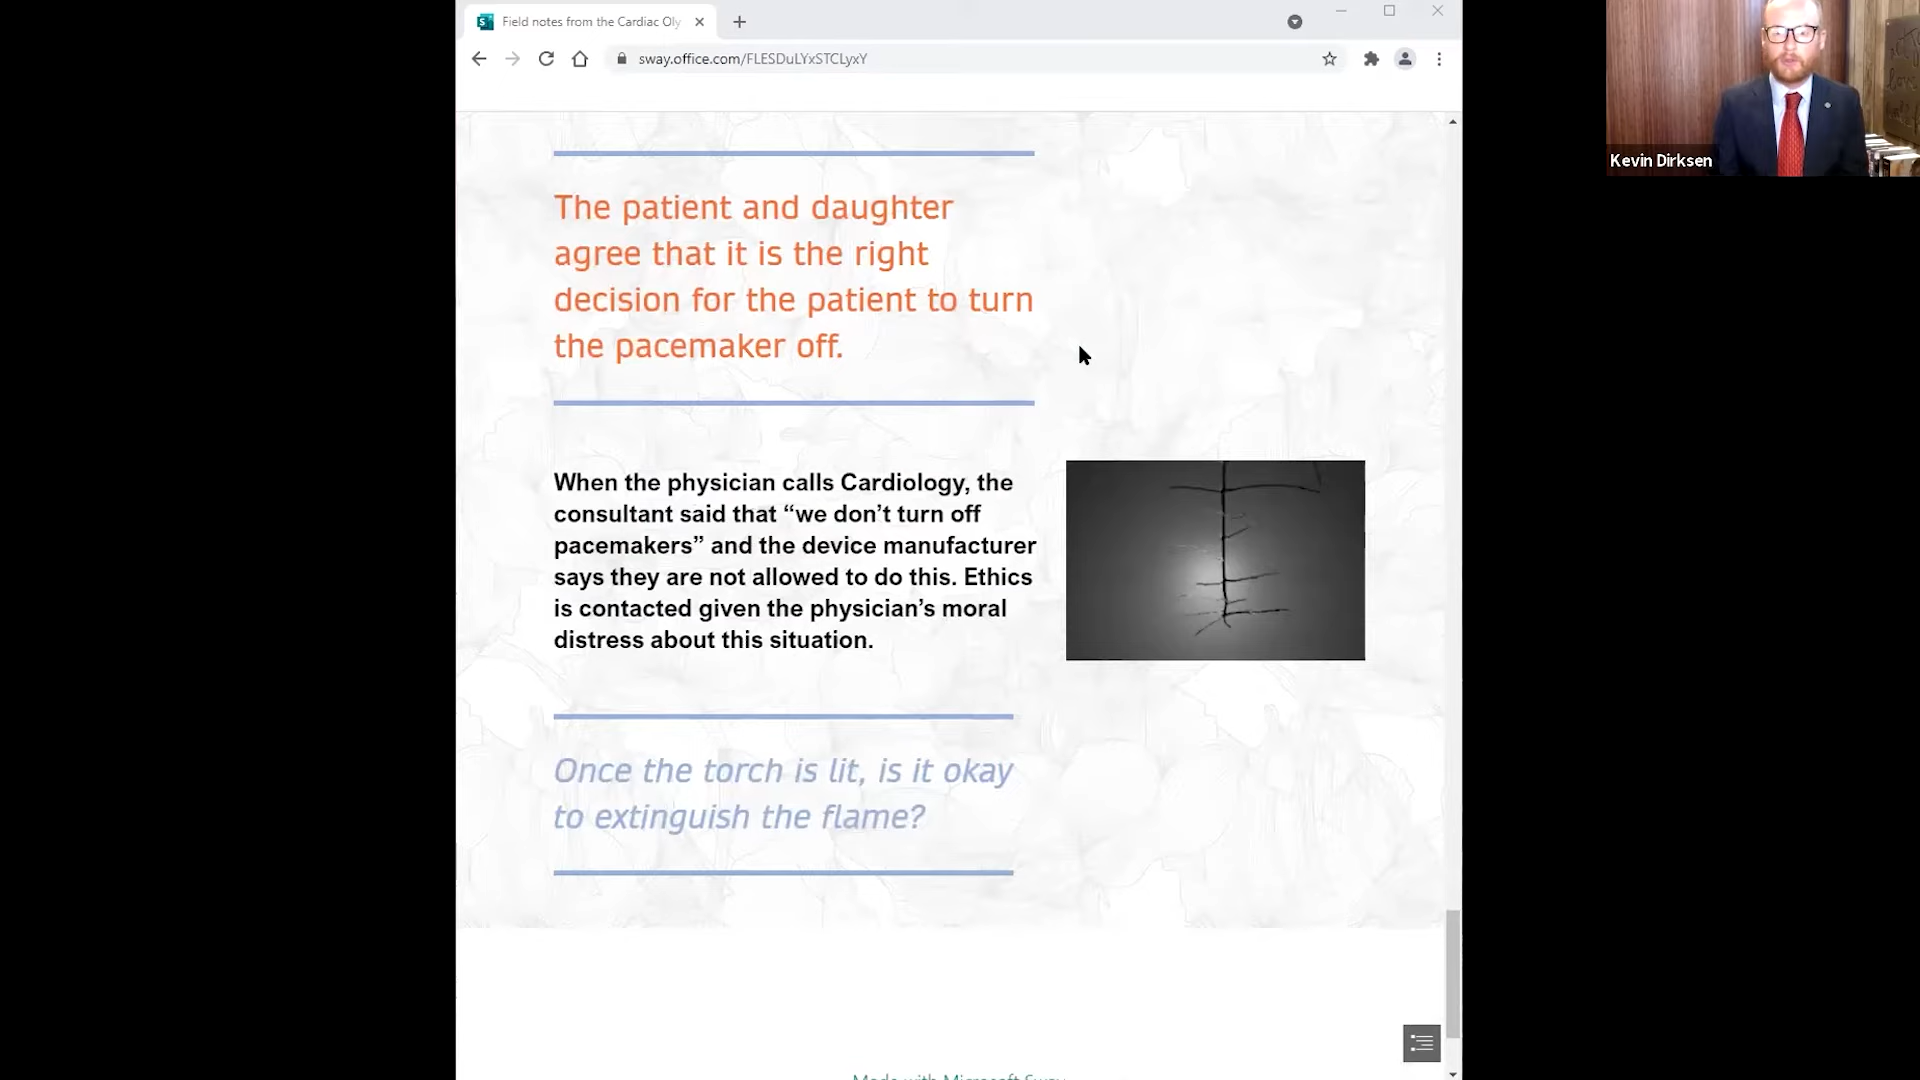 Field notes from the Cardiac Oly
sway.office.com/FLESDuLYxSTCLyxY
Kevin Dirksen
The patient and daughter
agree that it is the right
decision for the patient to turn
the pacemaker off.
When the physician calls Cardiology, the
consultant said that “we don’t turn off
pacemakers” and the device manufacturer
says they are not allowed to do this. Ethics
is contacted given the physician’s moral
distress about this situation.
Once the torch is lit, is it okay
to extinguish the flame?
Made with Microsoft Sway